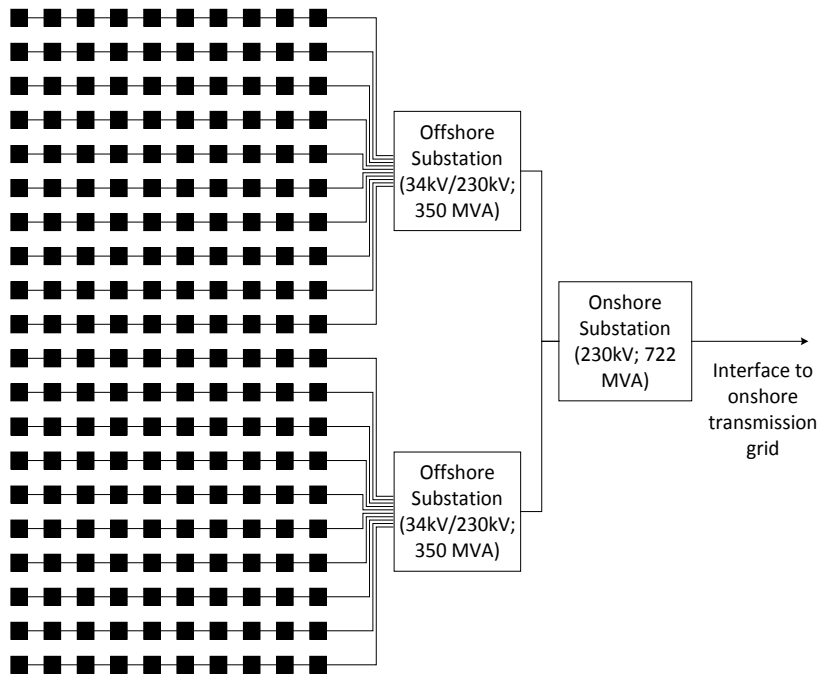 Offshore
Substation
(34kV/230kV;
350 MVA)
Onshore
Substation
(230kV; 722
MVA)
Interface to
onshore
transmission
grid
Offshore
Substation
(34kV/230kV;
350 MVA)